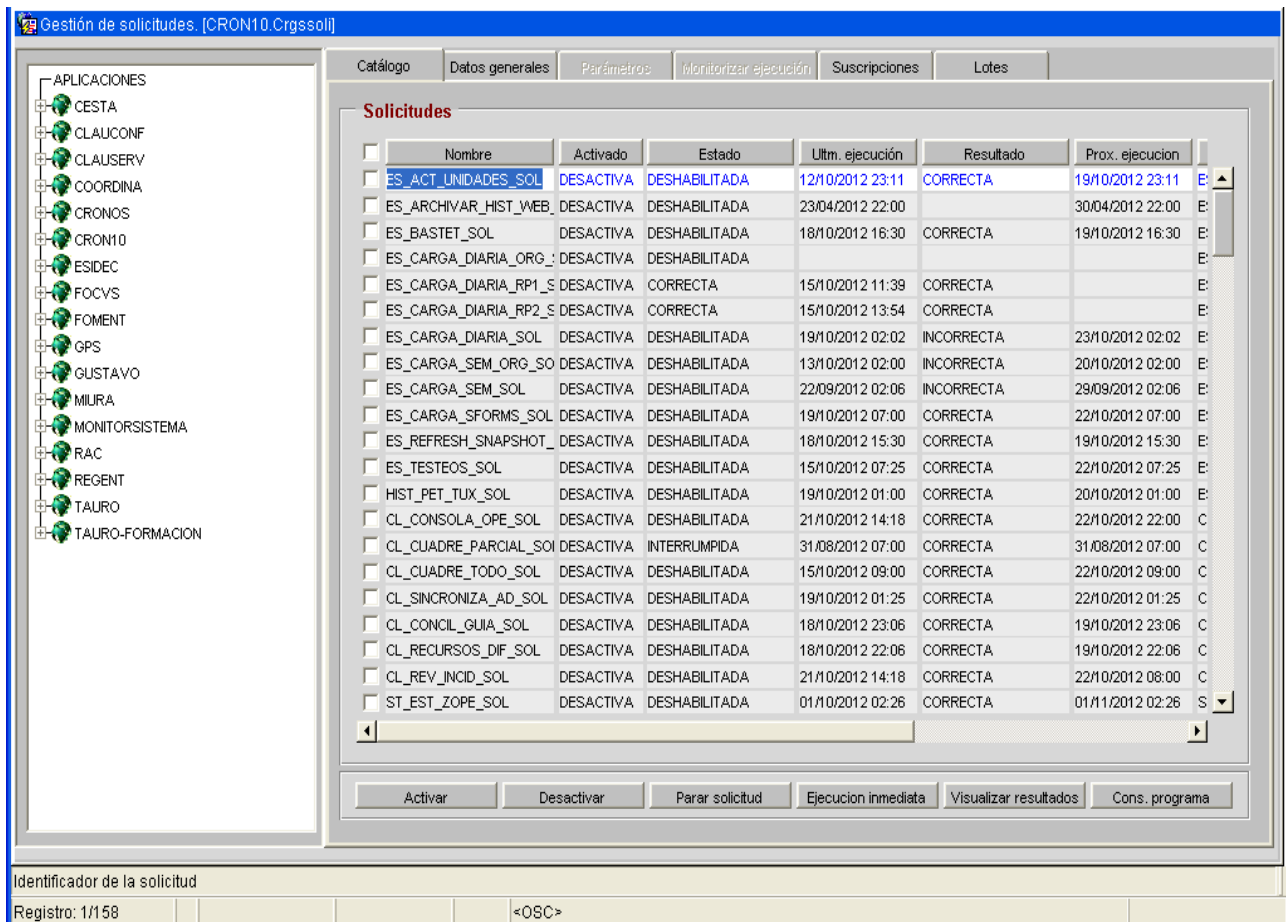 Gestión de solicitudes. [CRON10.Crgssoli]
APLICACIONES
CESTA
CLAUCONF
CLAUSERV
COORDINA
CRONOS
CRON10
ESIDEC
FOCVS
FOMENT
GPS
GUSTAVO
MIURA
MONITORSISTEMA
RAC
REGENT
TAURO
TAURO-FORMACION
Catálogo Datos generales Parámetros Monitorizar ejecución Suscripciones Lotes
Solicitudes
Nombre Activado Estado Ultm. ejecución Resultado Prox. ejecucion
ES_ACT_UNIDADES_SOL DESACTIVA DESHABILITADA 12/10/2012 23:11 CORRECTA 19/10/2012 23:11
ES_ARCHIVAR_HIST_WEB_ DESACTIVA DESHABILITADA 23/04/2012 22:00 30/04/2012 22:00
ES_BASTET_SOL DESACTIVA DESHABILITADA 18/10/2012 16:30 CORRECTA 19/10/2012 16:30
ES_CARGA_DIARIA_ORG_ DESACTIVA DESHABILITADA
ES_CARGA_DIARIA_RP1_S DESACTIVA CORRECTA 15/10/2012 11:39 CORRECTA
ES_CARGA_DIARIA_RP2_S DESACTIVA CORRECTA 15/10/2012 13:54 CORRECTA
ES_CARGA_DIARIA_SOL DESACTIVA DESHABILITADA 19/10/2012 02:02 INCORRECTA 23/10/2012 02:02
ES_CARGA_SEM_ORG_SO DESACTIVA DESHABILITADA 13/10/2012 02:00 INCORRECTA 20/10/2012 02:00
ES_CARGA_SEM_SOL DESACTIVA DESHABILITADA 22/09/2012 02:06 INCORRECTA 29/09/2012 02:06
ES_CARGA_SFORMS_SOL DESACTIVA DESHABILITADA 19/10/2012 07:00 CORRECTA 22/10/2012 07:00
ES_REFRESH_SNAPSHOT_ DESACTIVA DESHABILITADA 18/10/2012 15:30 CORRECTA 19/10/2012 15:30
ES_TESTEOS_SOL DESACTIVA DESHABILITADA 15/10/2012 07:25 CORRECTA 22/10/2012 07:25
HIST_PET_TUX_SOL DESACTIVA DESHABILITADA 19/10/2012 01:00 CORRECTA 20/10/2012 01:00
CL_CONSOLA_OPE_SOL DESACTIVA DESHABILITADA 21/10/2012 14:18 CORRECTA 22/10/2012 22:00 C
CL_CUADRE_PARCIAL_SOI DESACTIVA INTERRUMPIDA 31/08/2012 07:00 CORRECTA 31/08/2012 07:00 C
CL_CUADRE_TODO_SOL DESACTIVA DESHABILITADA 15/10/2012 09:00 CORRECTA 22/10/2012 09:00 C
CL_SINCRONIZA_AD_SOL DESACTIVA DESHABILITADA 19/10/2012 01:25 CORRECTA 22/10/2012 01:25 C
CL_CONCIL_GUIA_SOL DESACTIVA DESHABILITADA 18/10/2012 23:06 CORRECTA 19/10/2012 23:06 C
CL_RECURSOS_DIF_SOL DESACTIVA DESHABILITADA 18/10/2012 22:06 CORRECTA 19/10/2012 22:06 C
CL_REV_INCID_SOL DESACTIVA DESHABILITADA 21/10/2012 14:18 CORRECTA 22/10/2012 08:00 C
ST_EST_ZOPE_SOL DESACTIVA DESHABILITADA 01/10/2012 02:26 CORRECTA 01/11/2012 02:26 S
Activar Desactivar Parar solicitud Ejecucion inmediata Visualizar resultados Cons. programa
Identificador de la solicitud
Registro: 1/158 <OSC>